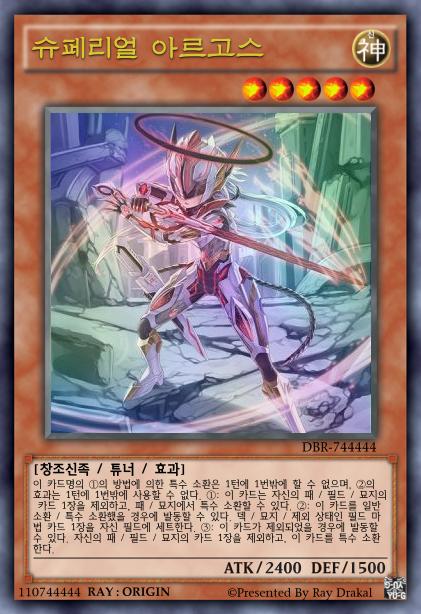 슈페리얼 아르고스
신
神
DBR-744444
[창조신족 / 튜너 / 효과]
이 카드명의 ①의 방법에 의한 특수 소환은 1턴에 1번밖에 할 수 없으며, ②의
효과는 1턴에 1번밖에 사용할 수 없다. ①: 이 카드는 자신의 패 / 필드 / 묘지의
카드 1장을 제외하고, 패 / 묘지에서 특수 소환할 수 있다. ②: 이 카드를 일반
소환 / 특수 소환했을 경우에 발동할 수 있다. 덱 / 묘지 / 제외 상태인 필드 마
법 카드 1장을 자신 필드에 세트한다. ③: 이 카드가 제외되었을 경우에 발동할
수 있다. 자신의 패 / 필드 / 묘지의 카드 1장을 제외하고, 이 카드를 특수 소환
한다.
ATK/2400 DEF/1500
110744444 RAY : ORIGIN
©Presented By Ray Drakal